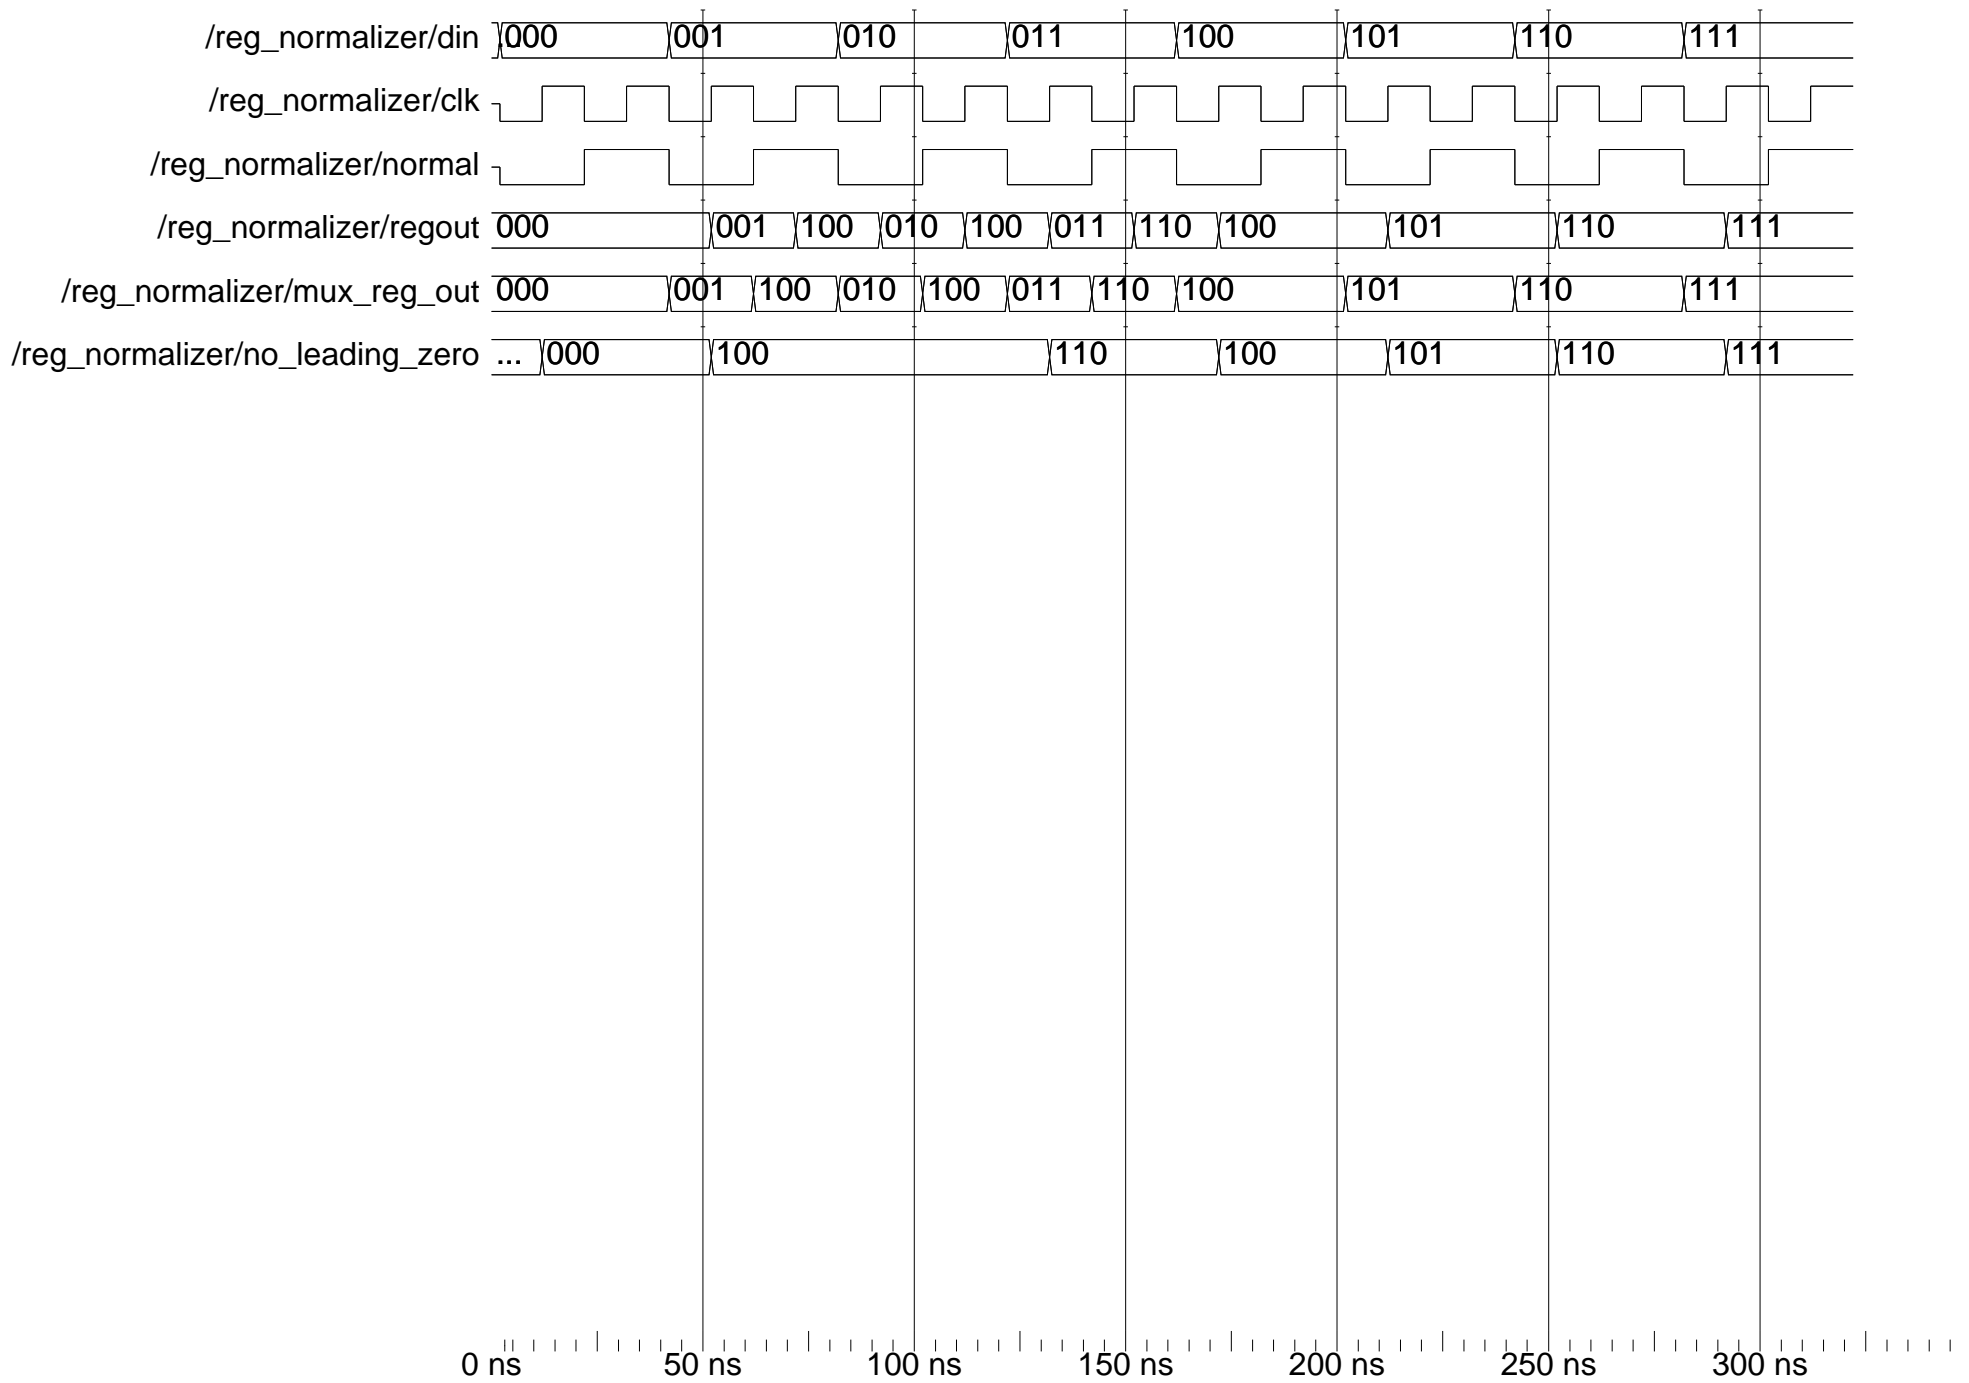 /reg_normalizer/din 000 001 010 011 100 101 110 111
/reg_normalizer/clk
/reg_normalizer/normal
/reg_normalizer/regout 000 001 100 010 100 011 110 100 101 110 111
/reg_normalizer/mux_reg_out 000 001 100 010 100 011 110 100 101 110 111
/reg_normalizer/no_leading_zero ... 000 100 110 100 101 110 111
0 ns 50 ns 100 ns 150 ns 200 ns 250 ns 300 ns